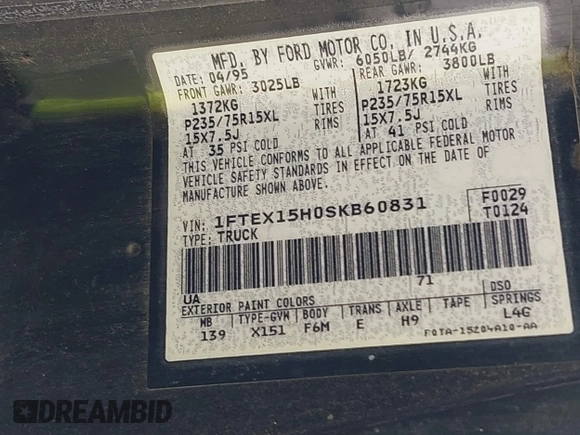 MFD. BY FORD MOTOR CO. IN U.S.A.
DATE: 04/95 GVWR: 6050LB/ 2744KG
FRONT GAWR: 3025LB REAR GAWR: 3800LB
1372KG WITH 1723KG WITH
P235/75R15XL TIRES P235/75R15XL TIRES
15X7.5J RIMS 15X7.5J RIMS
AT 35 PSI COLD AT 41 PSI COLD
THIS VEHICLE CONFORMS TO ALL APPLICABLE FEDERAL MOTOR
VEHICLE SAFETY STANDARDS IN EFFECT ON THE DATE OF
MANUFACTURE SHOWN ABOVE.
VIN: 1FTEX15H0SKB60831 F0029
TYPE: TRUCK T0124
71
UA DSO
EXTERIOR PAINT COLORS
WB TYPE-GVM BODY TRANS AXLE TAPE SPRINGS
139 X151 F6M E H9 L4G
F0TA-15204A10-AA
DREAMBID